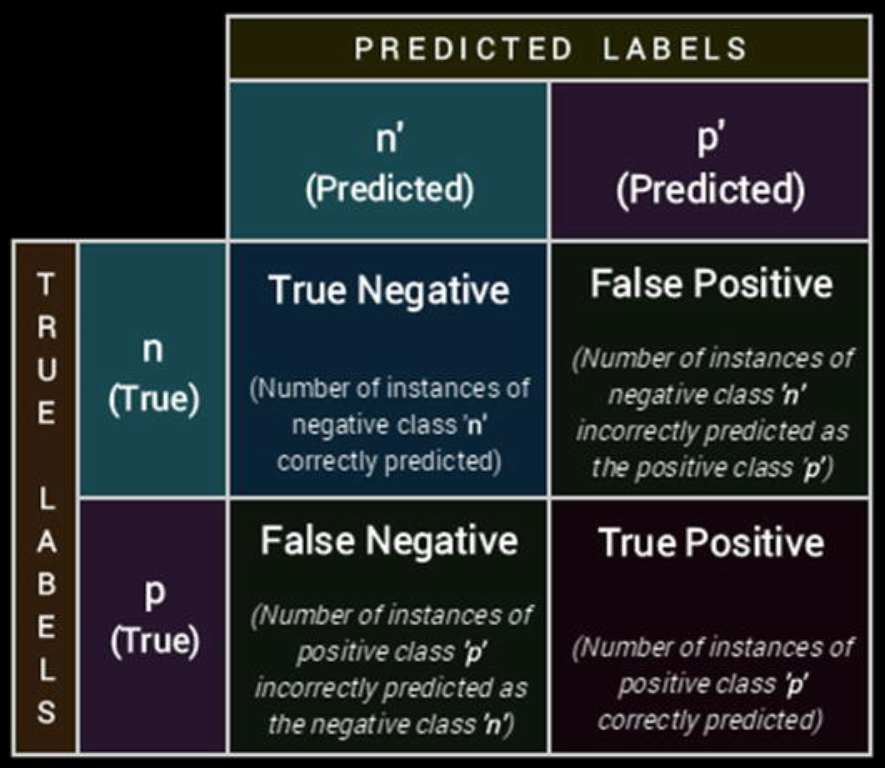 PREDICTED LABELS
n'
(Predicted)
p'
(Predicted)
TRUE LABELS
n
(True)
True Negative
(Number of instances of
negative class 'n'
correctly predicted)
False Positive
(Number of instances of
negative class 'n'
incorrectly predicted as
the positive class 'p')
p
(True)
False Negative
(Number of instances of
positive class 'p'
incorrectly predicted as
the negative class 'n')
True Positive
(Number of instances of
positive class 'p'
correctly predicted)